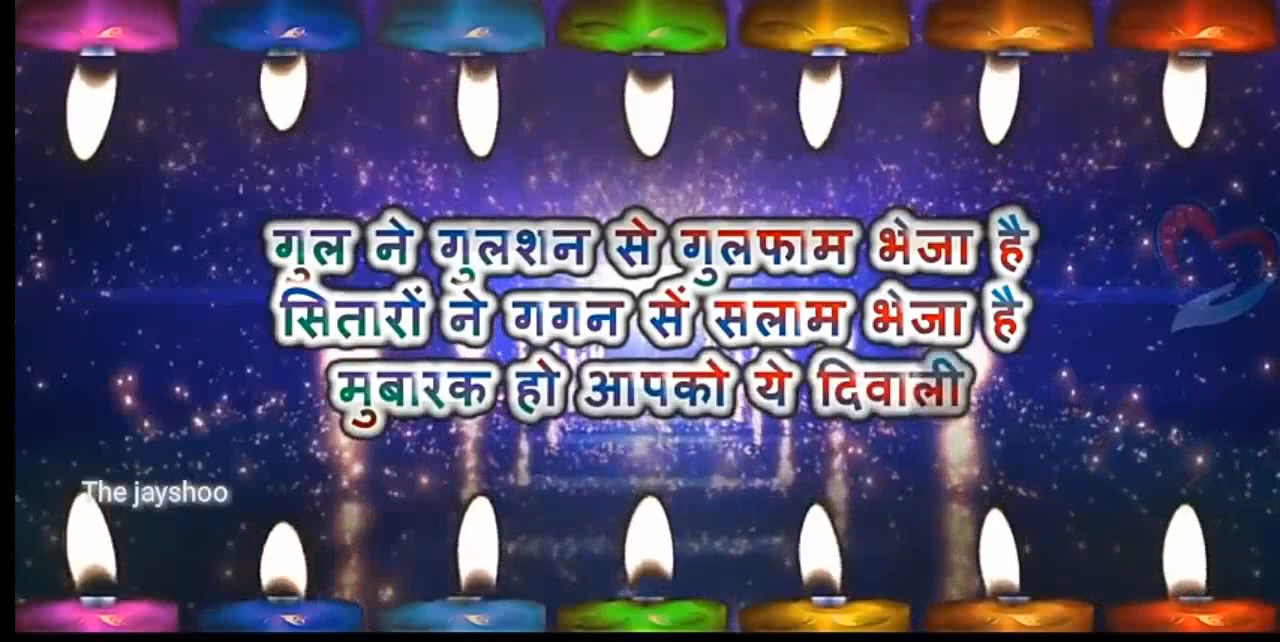 गुल ने गुलशन से गुलफाम भेजा है
सितारों ने गगन सें सलाम भेजा है
मुबारक हो आपको ये दिवाली
The jayshoo